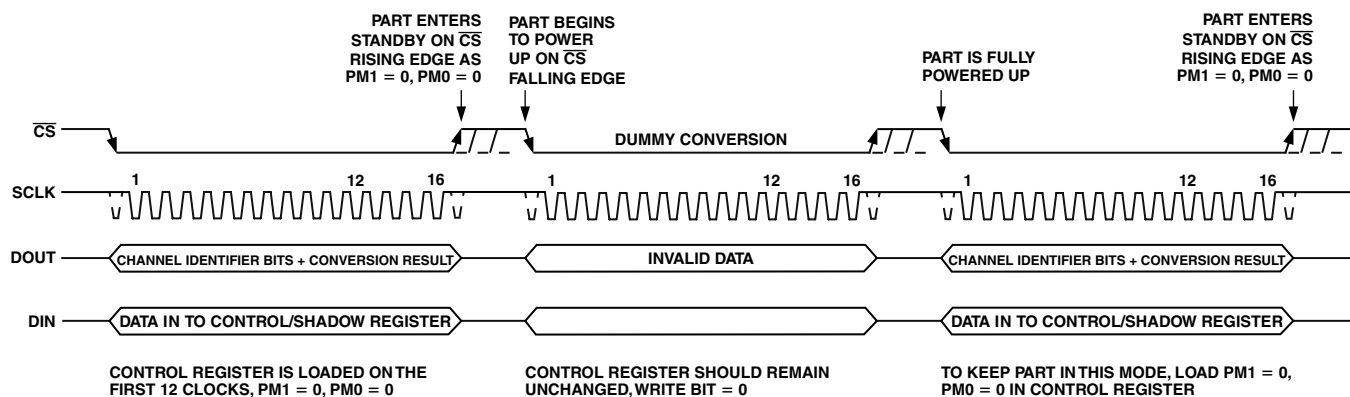 PART ENTERS
STANDBY ON CS
RISING EDGE AS
PM1 = 0, PM0 = 0
PART BEGINS
TO POWER
UP ON CS
FALLING EDGE
PART IS FULLY
POWERED UP
PART ENTERS
STANDBY ON CS
RISING EDGE AS
PM1 = 0, PM0 = 0
CS
DUMMY CONVERSION
SCLK
1
12
16
1
12
16
1
12
16
DOUT
CHANNEL IDENTIFIER BITS + CONVERSION RESULT
INVALID DATA
CHANNEL IDENTIFIER BITS + CONVERSION RESULT
DIN
DATA IN TO CONTROL/SHADOW REGISTER
DATA IN TO CONTROL/SHADOW REGISTER
CONTROL REGISTER IS LOADED ON THE
FIRST 12 CLOCKS, PM1 = 0, PM0 = 0
CONTROL REGISTER SHOULD REMAIN
UNCHANGED, WRITE BIT = 0
TO KEEP PART IN THIS MODE, LOAD PM1 = 0,
PM0 = 0 IN CONTROL REGISTER